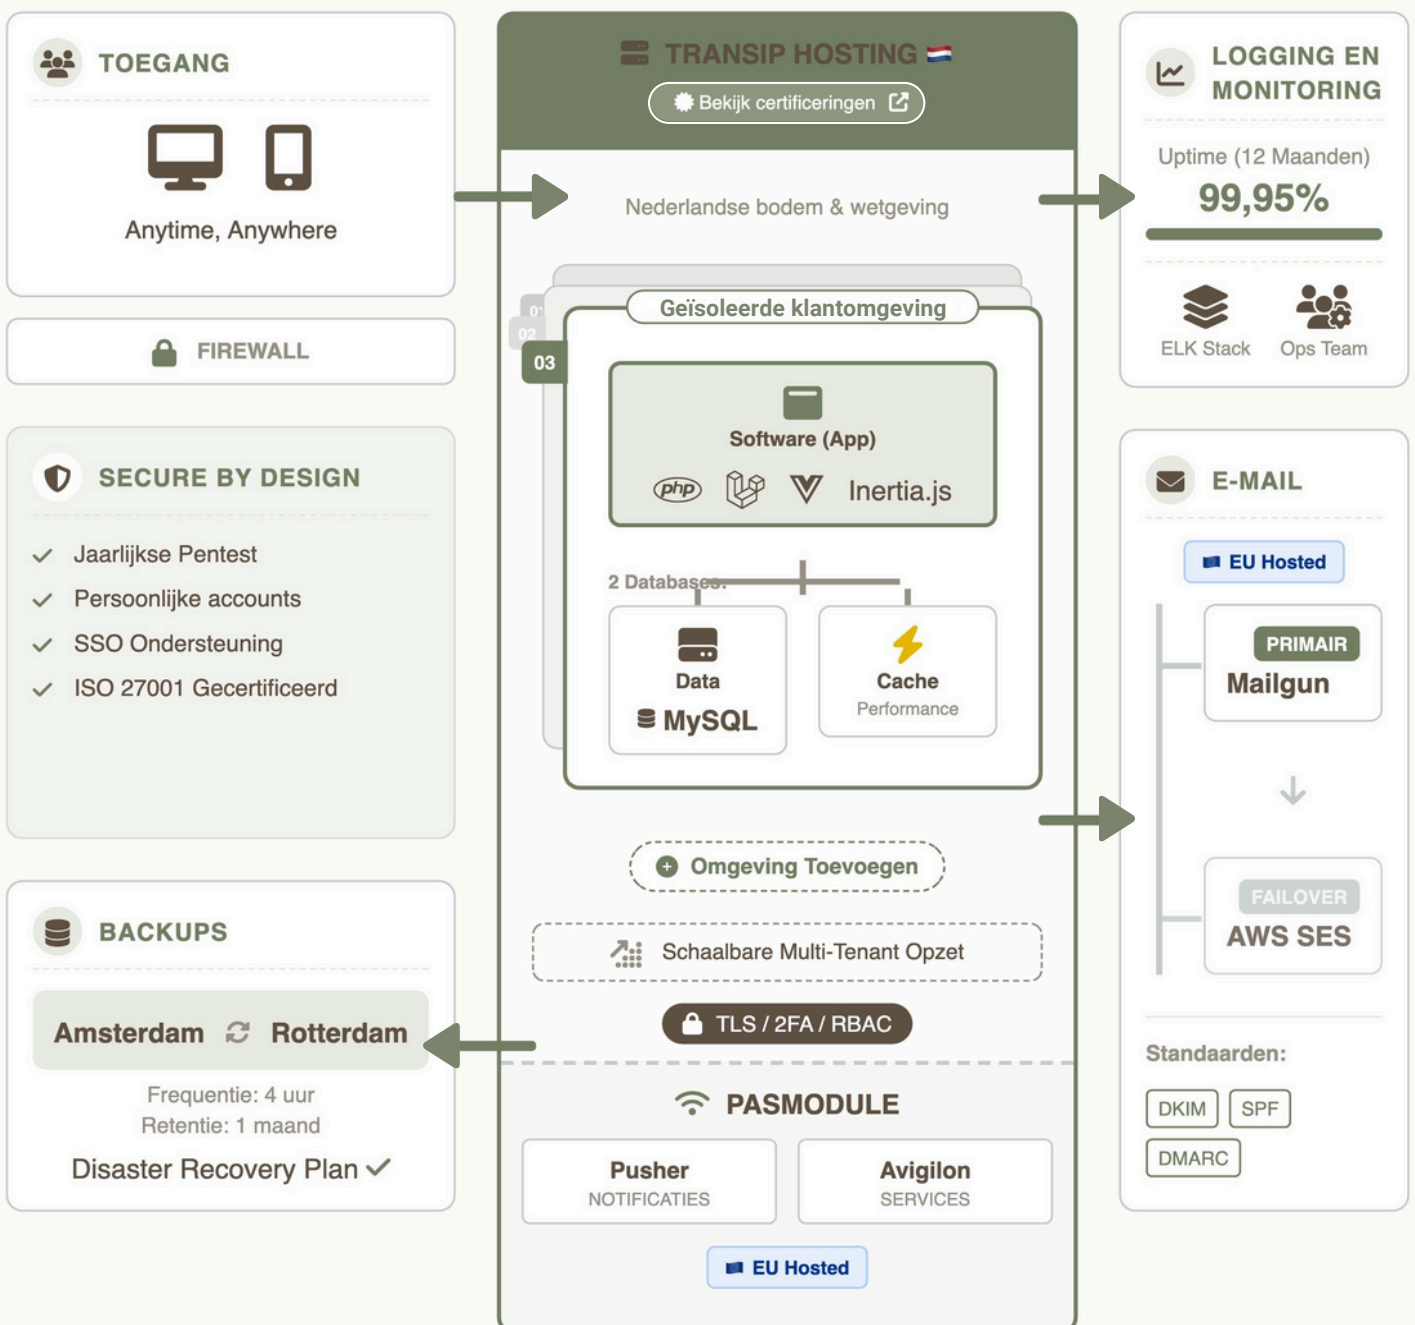 TOEGANG
Anytime, Anywhere
FIREWALL
SECURE BY DESIGN
Jaarlijkse Pentest
Persoonlijke accounts
SSO Ondersteuning
ISO 27001 Gecertificeerd
BACKUPS
Amsterdam Rotterdam
Frequentie: 4 uur
Retentie: 1 maand
Disaster Recovery Plan
TRANSIP HOSTING
Bekijk certificeringen
Nederlandse bodem & wetgeving
01
02
03
Geïsoleerde klantomgeving
Software (App)
php Inertia.js
2 Databases:
Data
MySQL
Cache
Performance
Omgeving Toevoegen
Schaalbare Multi-Tenant Opzet
TLS / 2FA / RBAC
PASMODULE
Pusher
NOTIFICATIES
Avigilon
SERVICES
EU Hosted
LOGGING EN
MONITORING
Uptime (12 Maanden)
99,95%
ELK Stack
Ops Team
E-MAIL
EU Hosted
PRIMAIR
Mailgun
FAILOVER
AWS SES
Standaarden:
DKIM SPF
DMARC